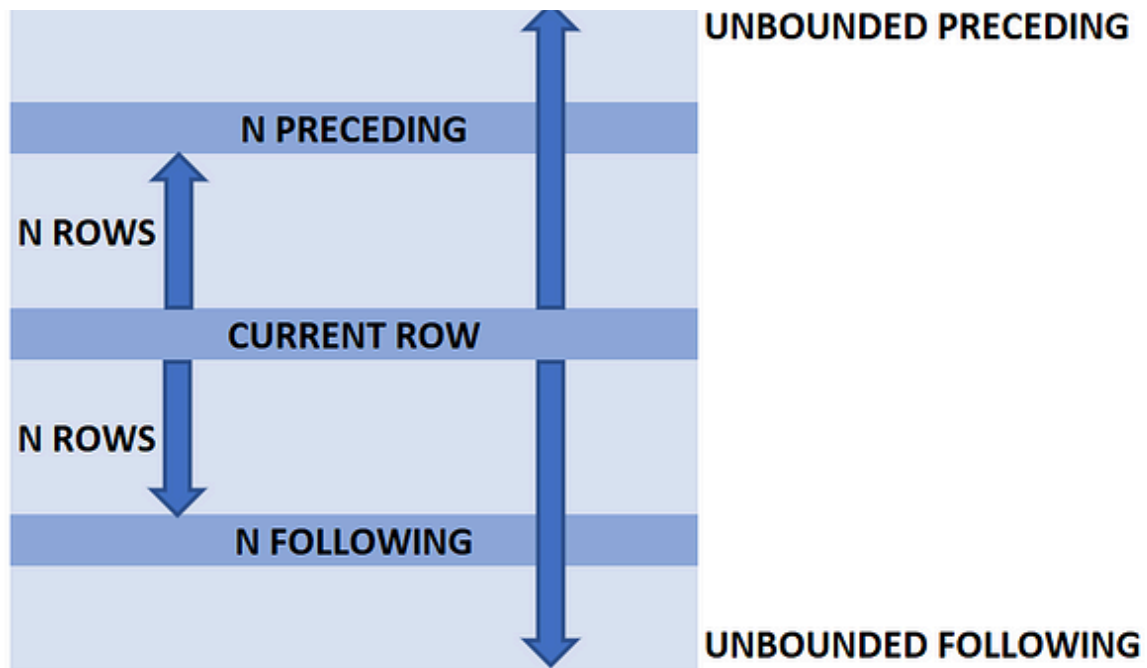 UNBOUNDED PRECEDING
N PRECEDING
N ROWS
CURRENT ROW
N ROWS
N FOLLOWING
UNBOUNDED FOLLOWING